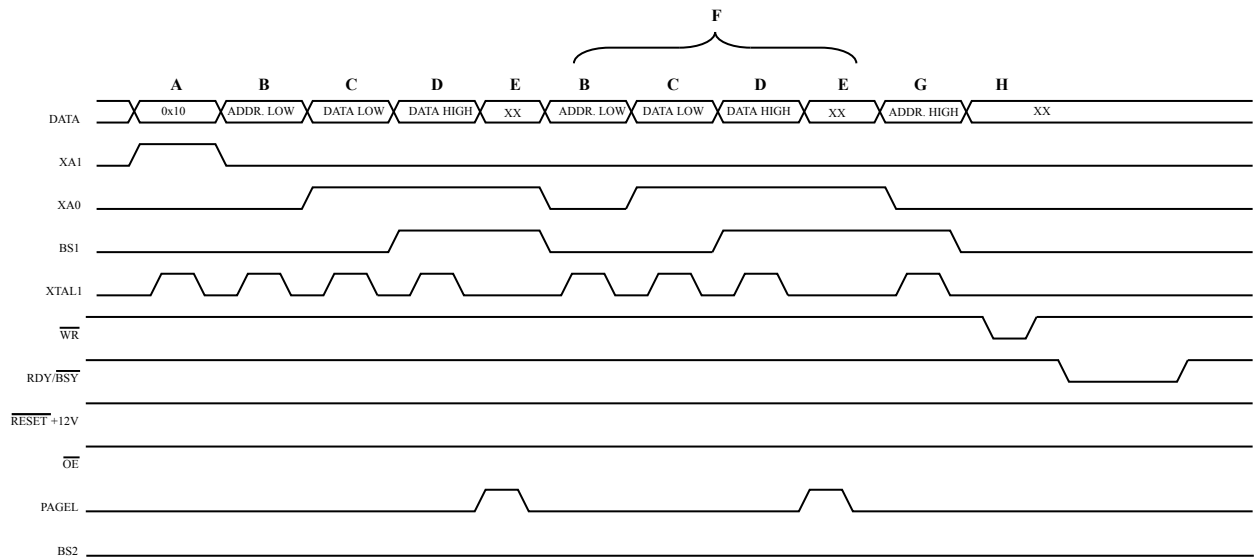 F
A B C D E B C D E G H
DATA 0x10 ADDR. LOW DATA LOW DATA HIGH XX ADDR. LOW DATA LOW DATA HIGH XX ADDR. HIGH XX
XA1
XA0
BS1
XTAL1
WR
RDY/BSY
RESET +12V
OE
PAGEL
BS2